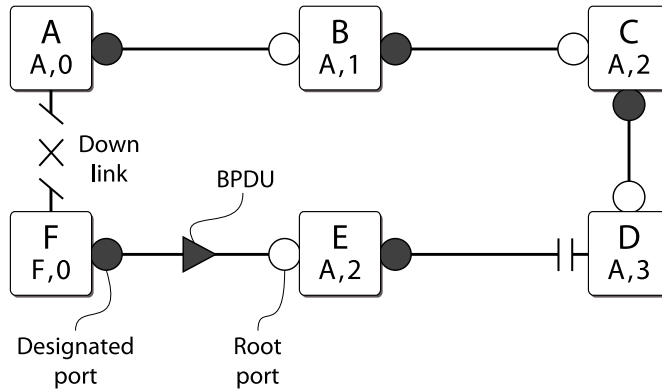 A
A,0
B
A,1
C
A,2
Down
link
BPDU
F
F,0
E
A,2
D
A,3
Designated
port
Root
port